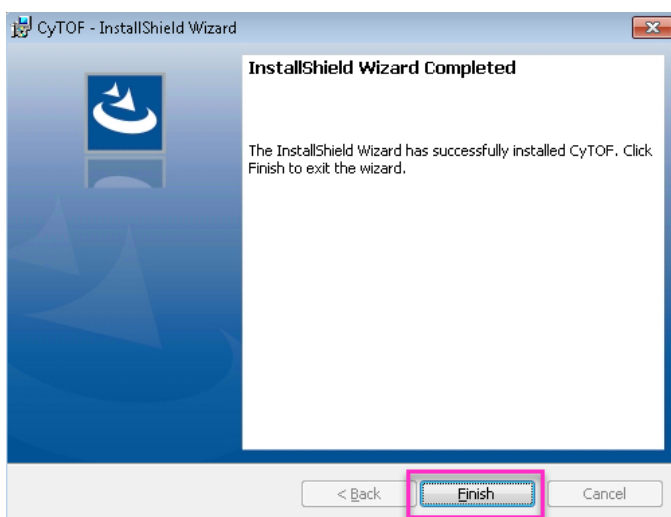 CyTOF - InstallShield Wizard
InstallShield Wizard Completed
The InstallShield Wizard has successfully installed CyTOF. Click
Finish to exit the wizard.
< Back
Finish
Cancel